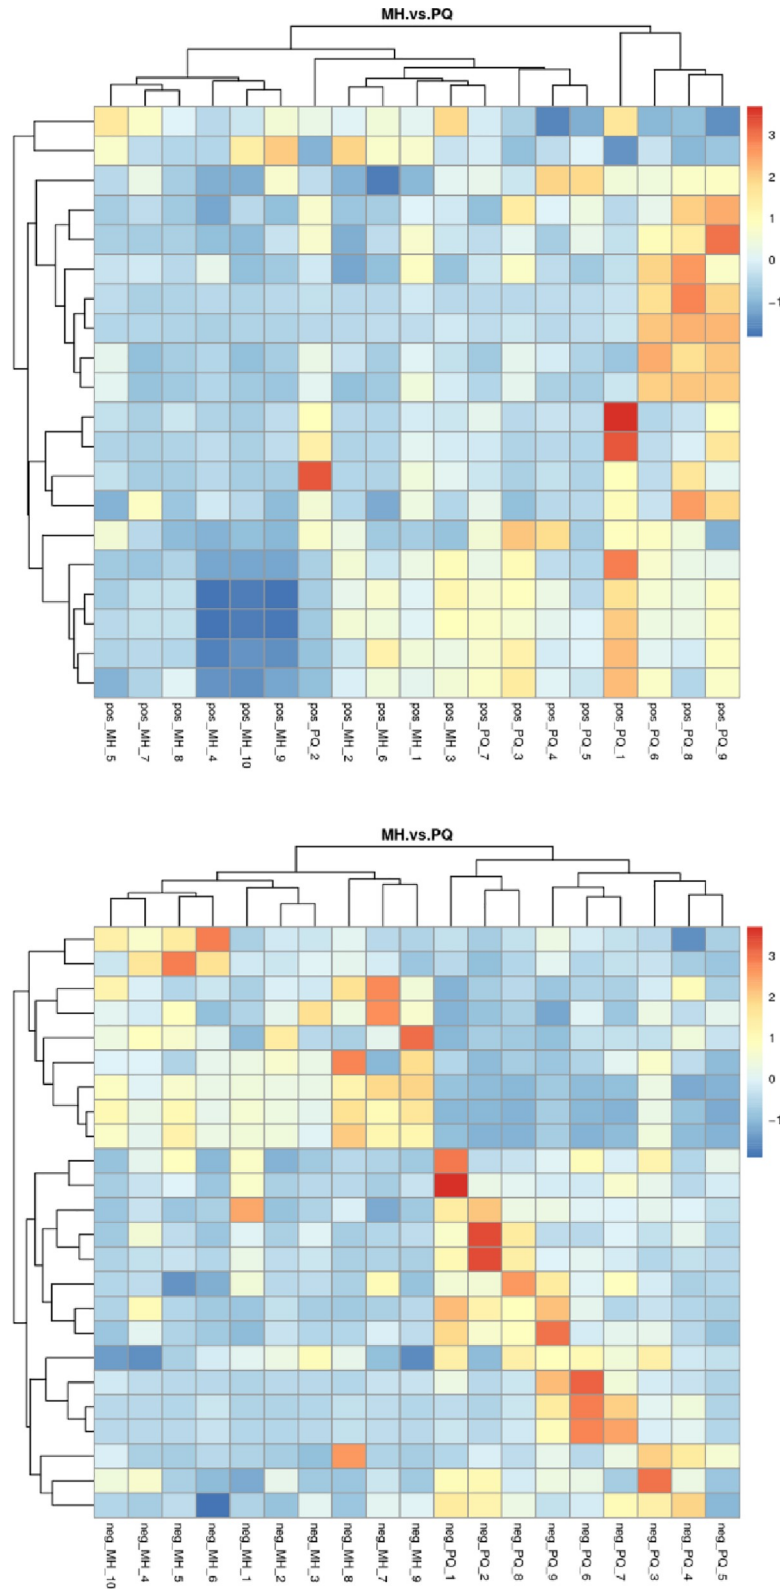 MH.vs.PQ
3
2
1
0
−1
pos_MH_5
pos_MH_7
pos_MH_8
pos_MH_4
pos_MH_10
pos_MH_9
pos_PQ_2
pos_MH_2
pos_MH_6
pos_MH_1
pos_MH_3
pos_PQ_7
pos_PQ_3
pos_PQ_4
pos_PQ_5
pos_PQ_1
pos_PQ_6
pos_PQ_8
pos_PQ_9
MH.vs.PQ
3
2
1
0
−1
neg_MH_10
neg_MH_4
neg_MH_5
neg_MH_6
neg_MH_1
neg_MH_2
neg_MH_3
neg_MH_8
neg_MH_7
neg_MH_9
neg_PQ_1
neg_PQ_2
neg_PQ_8
neg_PQ_9
neg_PQ_6
neg_PQ_7
neg_PQ_3
neg_PQ_4
neg_PQ_5